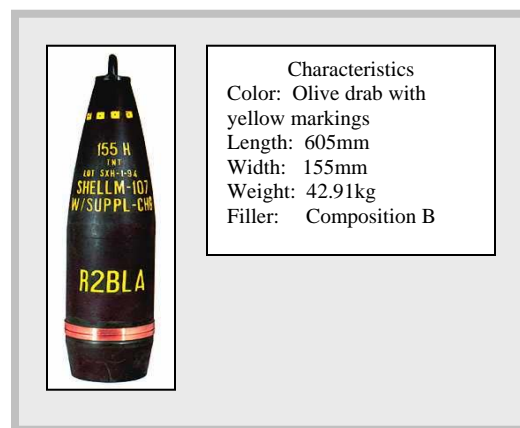 155 H
TNT
LOT SXH-1-94
SHELLM-107
W/SUPPL-CHG
R2BLA
Characteristics
Color: Olive drab with
yellow markings
Length: 605mm
Width: 155mm
Weight: 42.91kg
Filler: Composition B